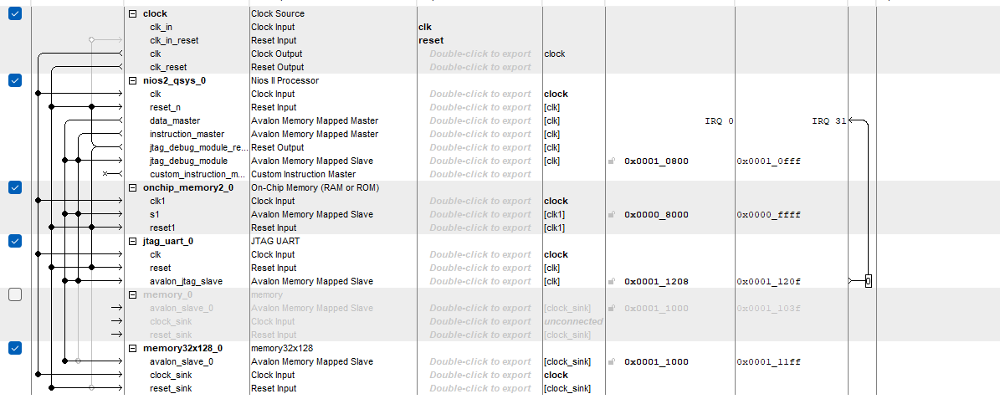 clock Clock Source
clk_in Clock Input clk
clk_in_reset Reset Input reset
clk Clock Output Double-click to export clock
clk_reset Reset Output Double-click to export
nios2_qsys_0 Nios II Processor
clk Clock Input Double-click to export clock
reset_n Reset Input Double-click to export [clk]
data_master Avalon Memory Mapped Master Double-click to export [clk] IRQ 0 IRQ 31
instruction_master Avalon Memory Mapped Master Double-click to export [clk]
jtag_debug_module_re... Reset Output Double-click to export [clk]
jtag_debug_module Avalon Memory Mapped Slave Double-click to export [clk] 0x0001_0800 0x0001_0fff
custom_instruction_m... Custom Instruction Master Double-click to export
onchip_memory2_0 On-Chip Memory (RAM or ROM)
clk1 Clock Input Double-click to export clock
s1 Avalon Memory Mapped Slave Double-click to export [clk1] 0x0000_8000 0x0000_ffff
reset1 Reset Input Double-click to export [clk1]
jtag_uart_0 JTAG UART
clk Clock Input Double-click to export clock
reset Reset Input Double-click to export [clk]
avalon_jtag_slave Avalon Memory Mapped Slave Double-click to export [clk] 0x0001_1208 0x0001_120f 0
memory_0 memory
avalon_slave_0 Avalon Memory Mapped Slave Double-click to export [clock_sink] 0x0001_1000 0x0001_103f
clock_sink Clock Input Double-click to export unconnected
reset_sink Reset Input Double-click to export [clock_sink]
memory32x128_0 memory32x128
avalon_slave_0 Avalon Memory Mapped Slave Double-click to export [clock_sink] 0x0001_1000 0x0001_11ff
clock_sink Clock Input Double-click to export clock
reset_sink Reset Input Double-click to export [clock_sink]